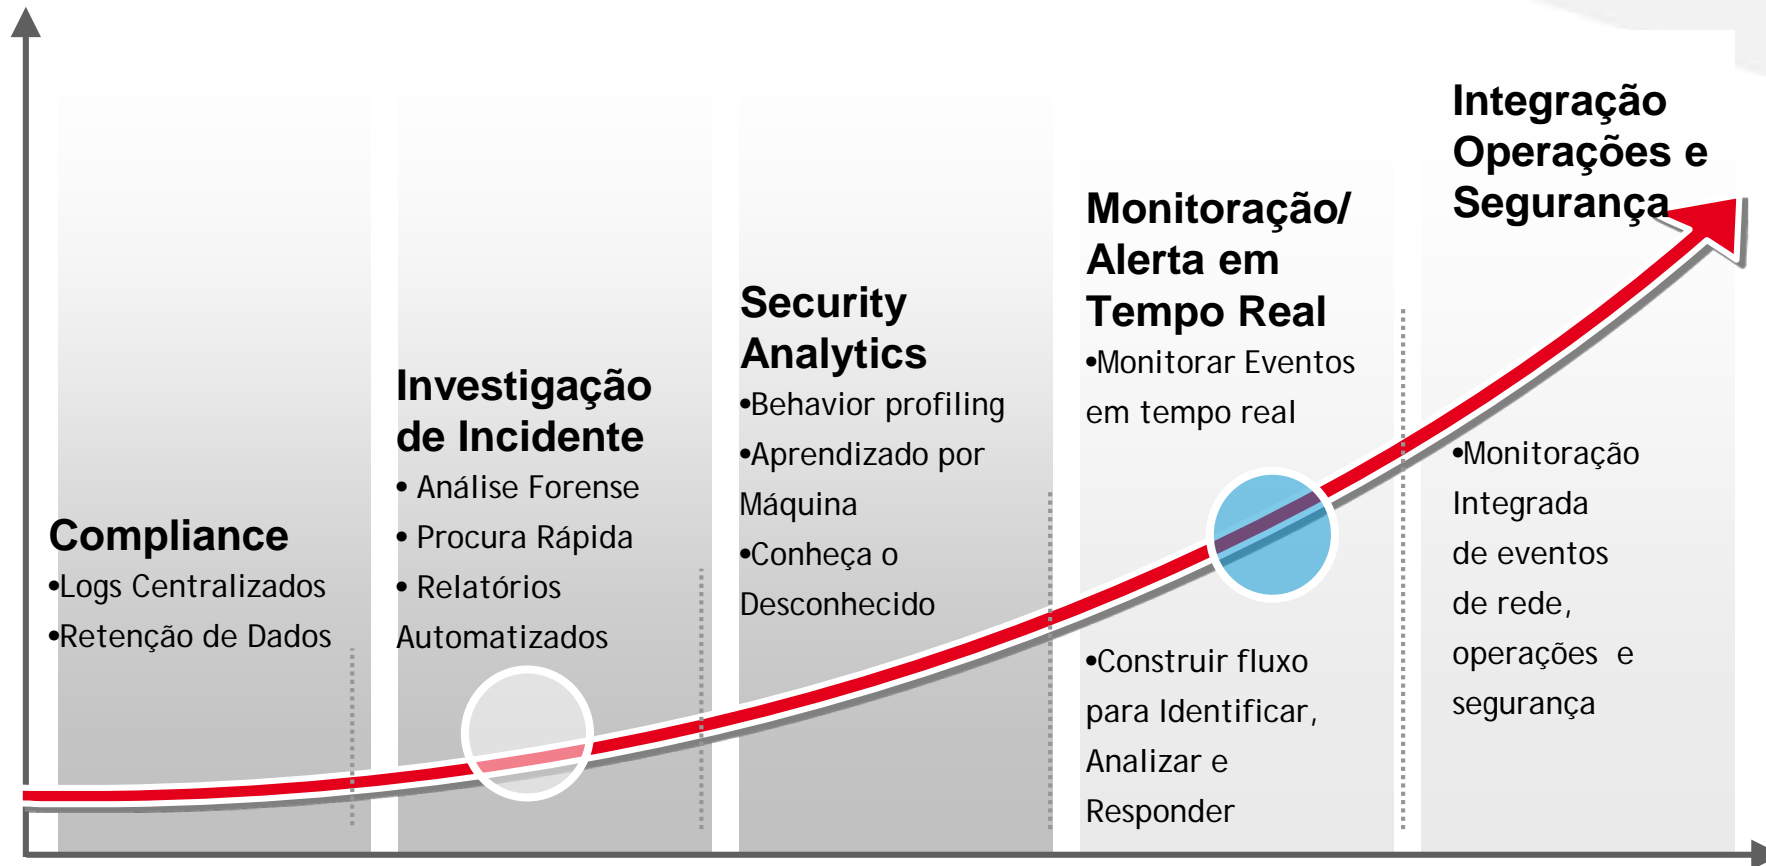 Compliance
•Logs Centralizados
•Retenção de Dados
Investigação
de Incidente
• Análise Forense
• Procura Rápida
• Relatórios
Automatizados
Security
Analytics
•Behavior profiling
•Aprendizado por
Máquina
•Conheça o
Desconhecido
Monitoração/
Alerta em
Tempo Real
•Monitorar Eventos
em tempo real
•Construir fluxo
para Identificar,
Analizar e
Responder
Integração
Operações e
Segurança
•Monitoração
Integrada
de eventos
de rede,
operações e
segurança